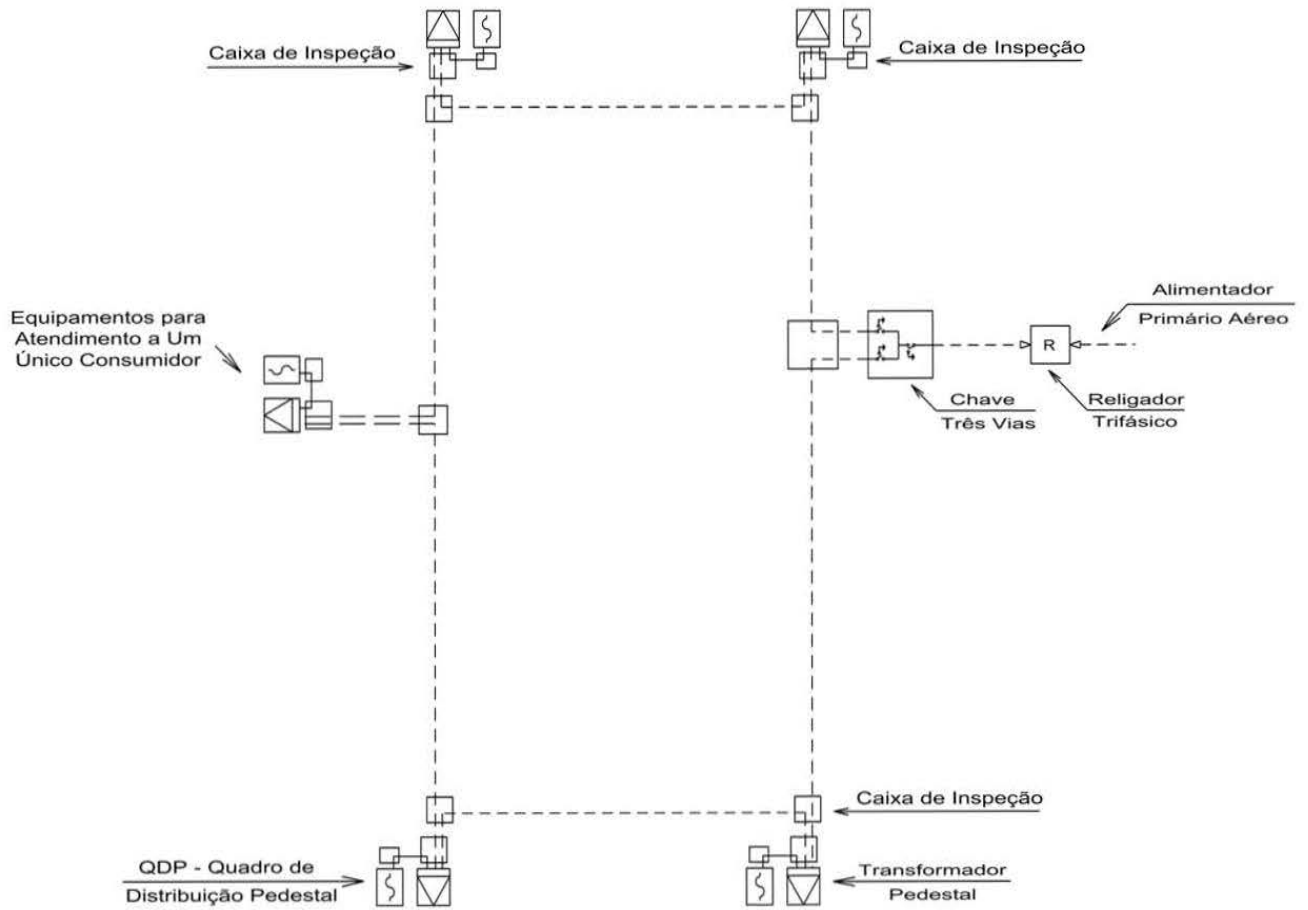 Caixa de Inspeção
Caixa de Inspeção
Equipamentos para
Atendimento a Um
Único Consumidor
Alimentador
Primário Aéreo
R
Chave
Três Vias
Religador
Trifásico
Caixa de Inspeção
QDP - Quadro de
Distribuição Pedestal
Transformador
Pedestal